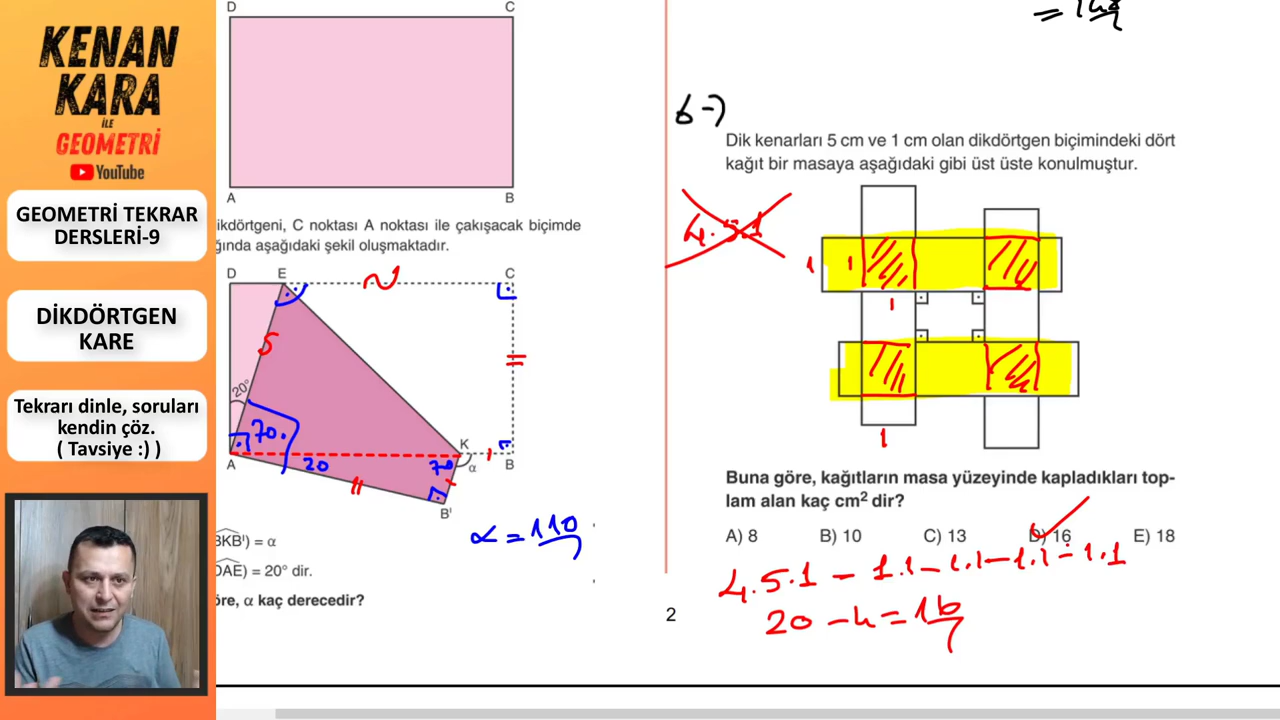 KENAN
KARA
İLE
GEOMETRİ
YouTube
GEOMETRİ TEKRAR
DERSLERİ-9
DİKDÖRTGEN
KARE
Tekrarı dinle, soruları
kendin çöz.
( Tavsiye :) )
D
C
A
B
ikdörtgeni, C noktası A noktası ile çakışacak biçimde
ğında aşağıdaki şekil oluşmaktadır.
D
E
C
5
20°
70.
A
20
K
70
α
B
B'
α = 110
BKB') = α
DAE) = 20° dir.
öre, α kaç derecedir?
6-)
Dik kenarları 5 cm ve 1 cm olan dikdörtgen biçimindeki dört
kağıt bir masaya aşağıdaki gibi üst üste konulmuştur.
4.5.1
1
1
1
1
Buna göre, kağıtların masa yüzeyinde kapladıkları top-
lam alan kaç cm² dir?
A) 8
B) 10
C) 13
D) 16
E) 18
4.5.1 - 1.1 - 1.1 - 1.1 - 1.1
20 - 4 = 16
2